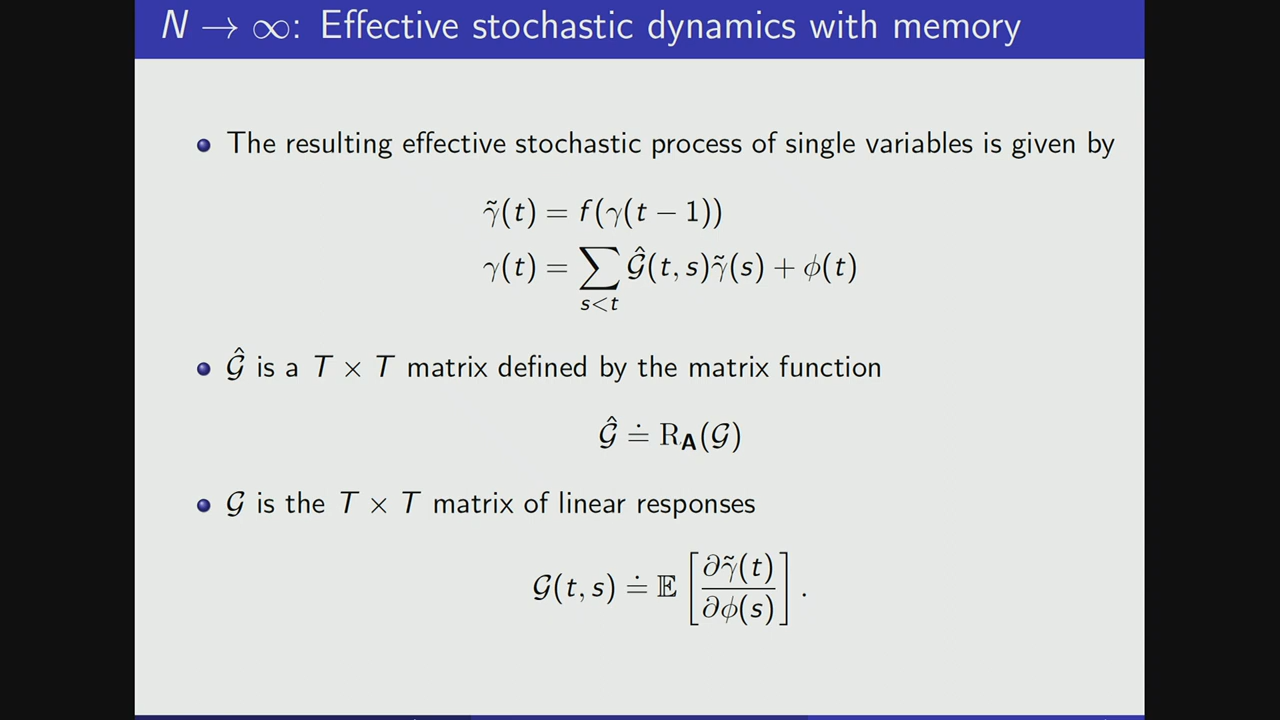 N → ∞: Effective stochastic dynamics with memory
• The resulting effective stochastic process of single variables is given by
γ̃(t) = f(γ(t − 1))
γ(t) = ∑_{s<t} 𝒢̂(t, s)γ̃(s) + ϕ(t)
• 𝒢̂ is a T × T matrix defined by the matrix function
𝒢̂ ≐ R_𝐀(𝒢)
• 𝒢 is the T × T matrix of linear responses
𝒢(t, s) ≐ 𝔼 [∂γ̃(t)/∂ϕ(s)] .